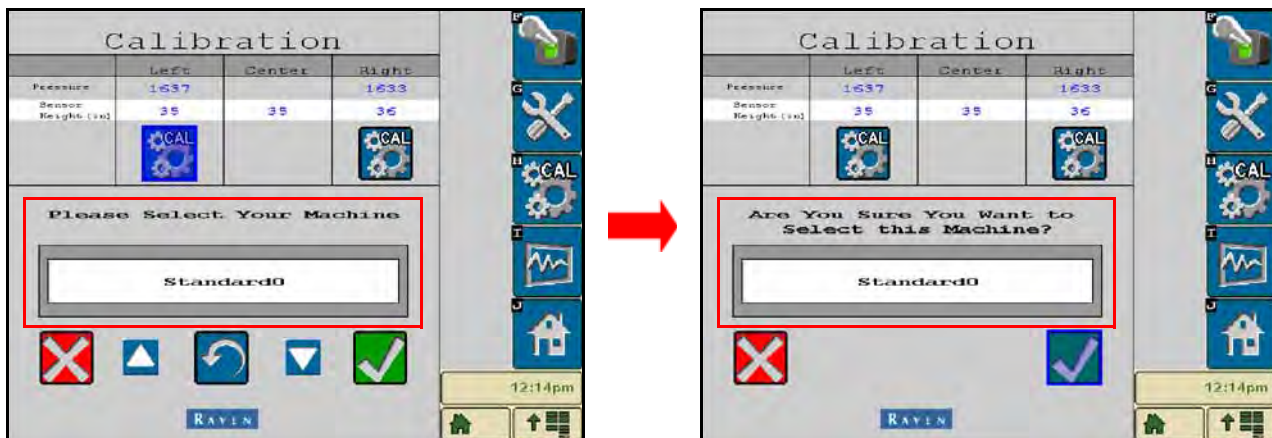 Calibration
Left Center Right
Pressure 1637 1633
Sensor
Height (in) 35 35 36
CAL CAL
Please Select Your Machine
Standard0
RAVEN
F
G
H
CAL
I
J
12:14pm
Calibration
Left Center Right
Pressure 1637 1633
Sensor
Height (in) 35 35 36
CAL CAL
Are You Sure You Want to
Select this Machine?
Standard0
RAVEN
F
G
H
CAL
I
J
12:14pm